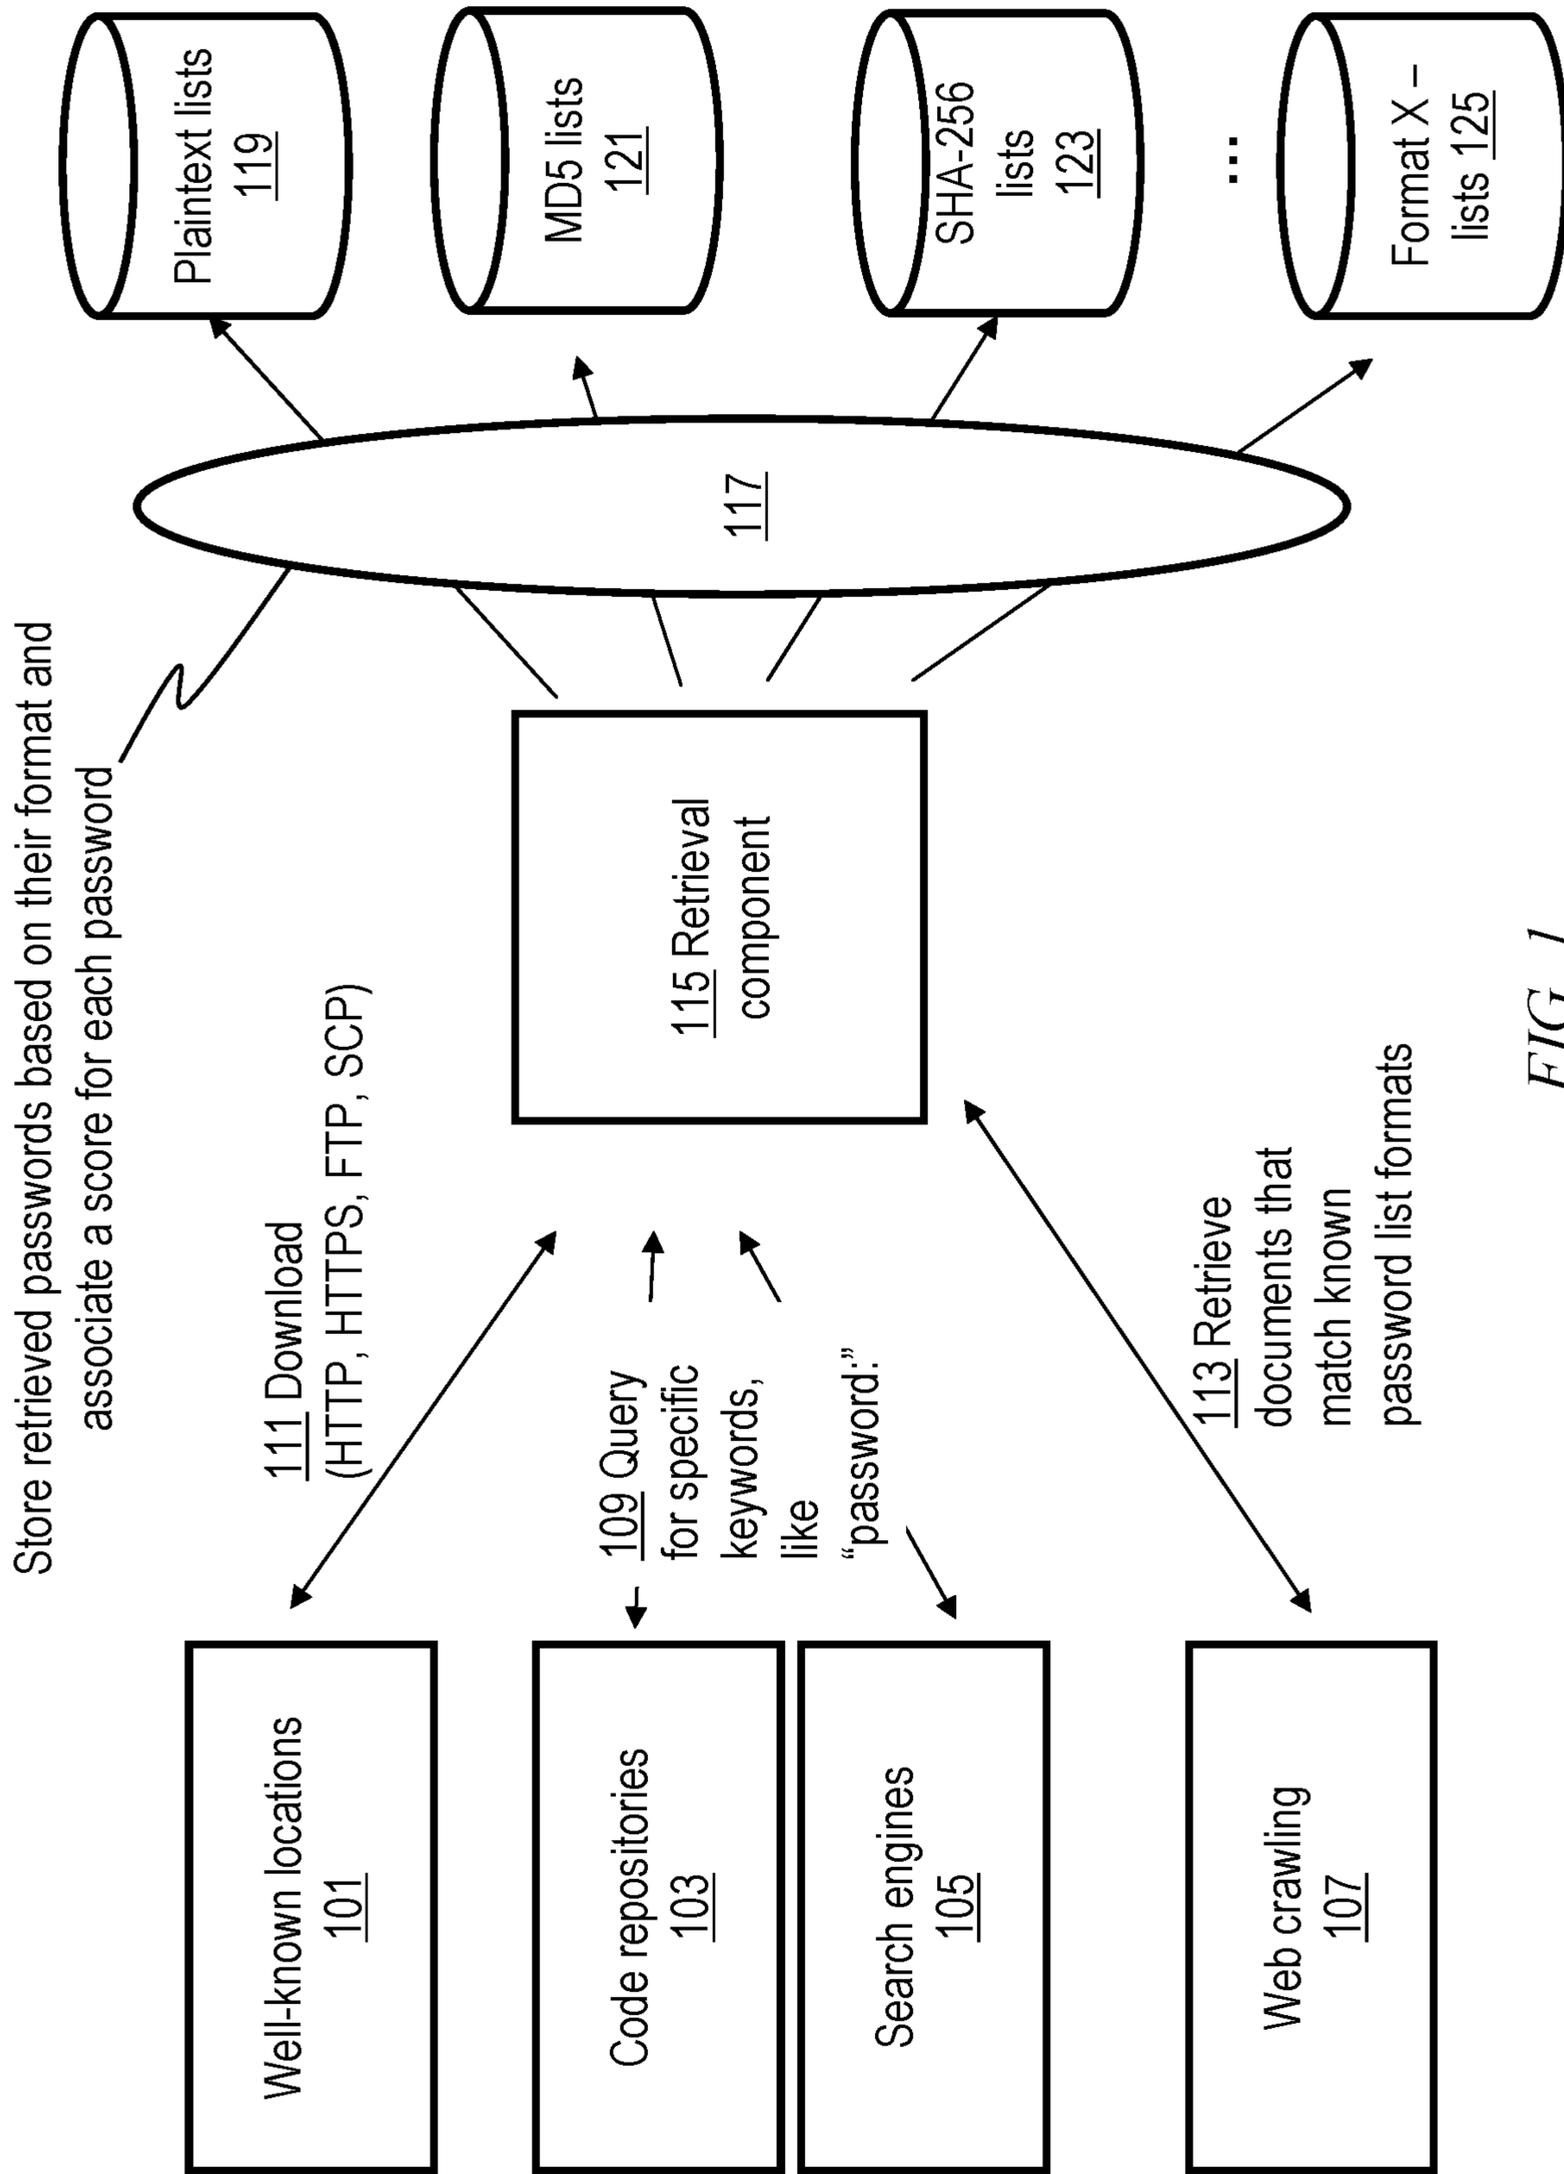 Store retrieved passwords based on their format and
associate a score for each password
Well-known locations
101
Code repositories
103
Search engines
105
Web crawling
107
111 Download
(HTTP, HTTPS, FTP, SCP)
109 Query
for specific
keywords,
like
“password:”
113 Retrieve
documents that
match known
password list formats
115 Retrieval
component
117
Plaintext lists
119
MD5 lists
121
SHA-256
lists
123
...
Format X –
lists 125
FIG. 1